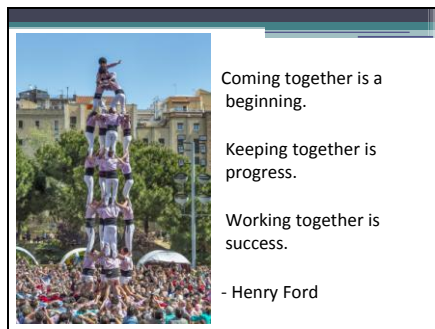 Coming together is a
beginning.
Keeping together is
progress.
Working together is
success.
- Henry Ford